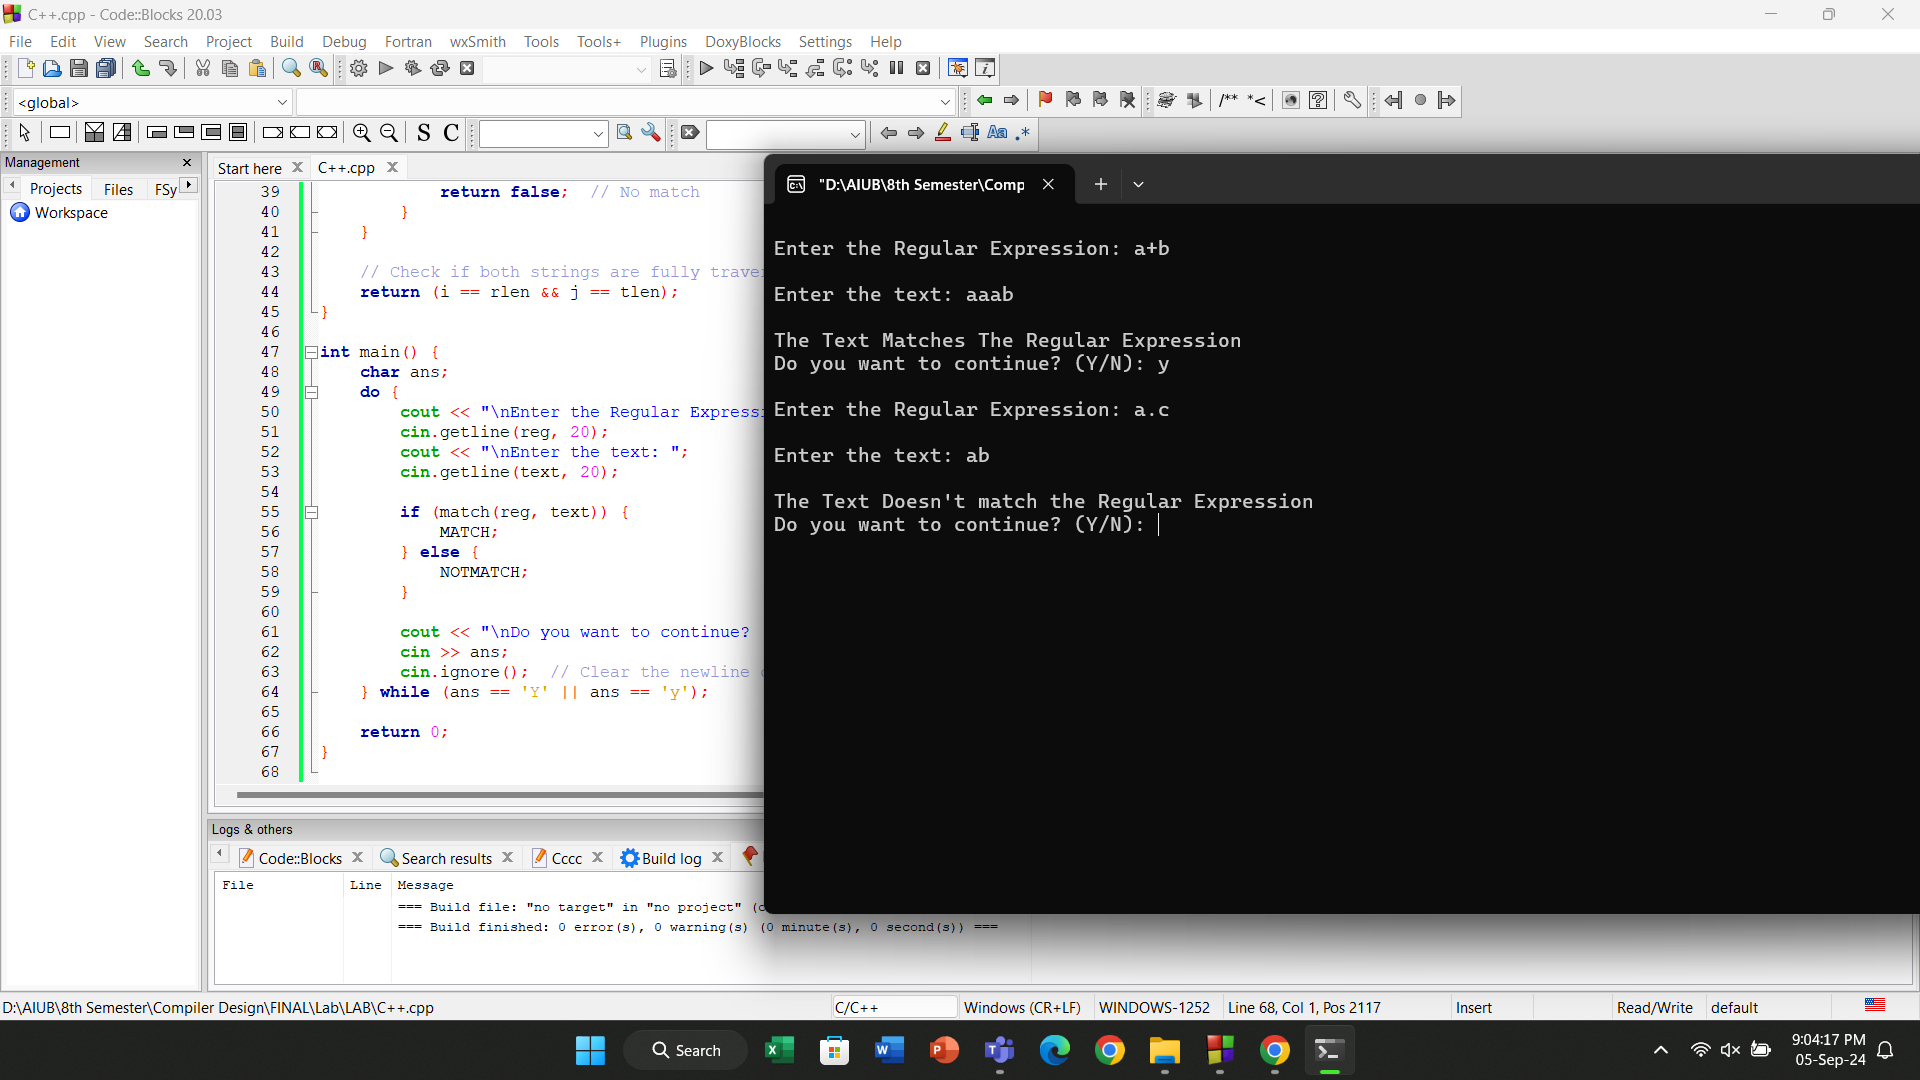 C++.cpp - Code::Blocks 20.03
File Edit View Search Project Build Debug Fortran wxSmith Tools Tools+ Plugins DoxyBlocks Settings Help
<global>
/** *<
S C
Aa .*
Management
Projects Files FSy
Workspace
Start here C++.cpp
39 return false; // No match
40 }
41 }
42
43 // Check if both strings are fully trave
44 return (i == rlen && j == tlen);
45 }
46
47 int main() {
48 char ans;
49 do {
50 cout << "\nEnter the Regular Express
51 cin.getline(reg, 20);
52 cout << "\nEnter the text: ";
53 cin.getline(text, 20);
54
55 if (match(reg, text)) {
56 MATCH;
57 } else {
58 NOTMATCH;
59 }
60
61 cout << "\nDo you want to continue?
62 cin >> ans;
63 cin.ignore(); // Clear the newline
64 } while (ans == 'Y' || ans == 'y');
65
66 return 0;
67 }
68
"D:\AIUB\8th Semester\Comp
Enter the Regular Expression: a+b
Enter the text: aaab
The Text Matches The Regular Expression
Do you want to continue? (Y/N): y
Enter the Regular Expression: a.c
Enter the text: ab
The Text Doesn't match the Regular Expression
Do you want to continue? (Y/N):
Logs & others
Code::Blocks Search results Cccc Build log
File Line Message
=== Build file: "no target" in "no project" (c
=== Build finished: 0 error(s), 0 warning(s) (0 minute(s), 0 second(s)) ===
D:\AIUB\8th Semester\Compiler Design\FINAL\Lab\LAB\C++.cpp C/C++ Windows (CR+LF) WINDOWS-1252 Line 68, Col 1, Pos 2117 Insert Read/Write default
Search
9:04:17 PM
05-Sep-24